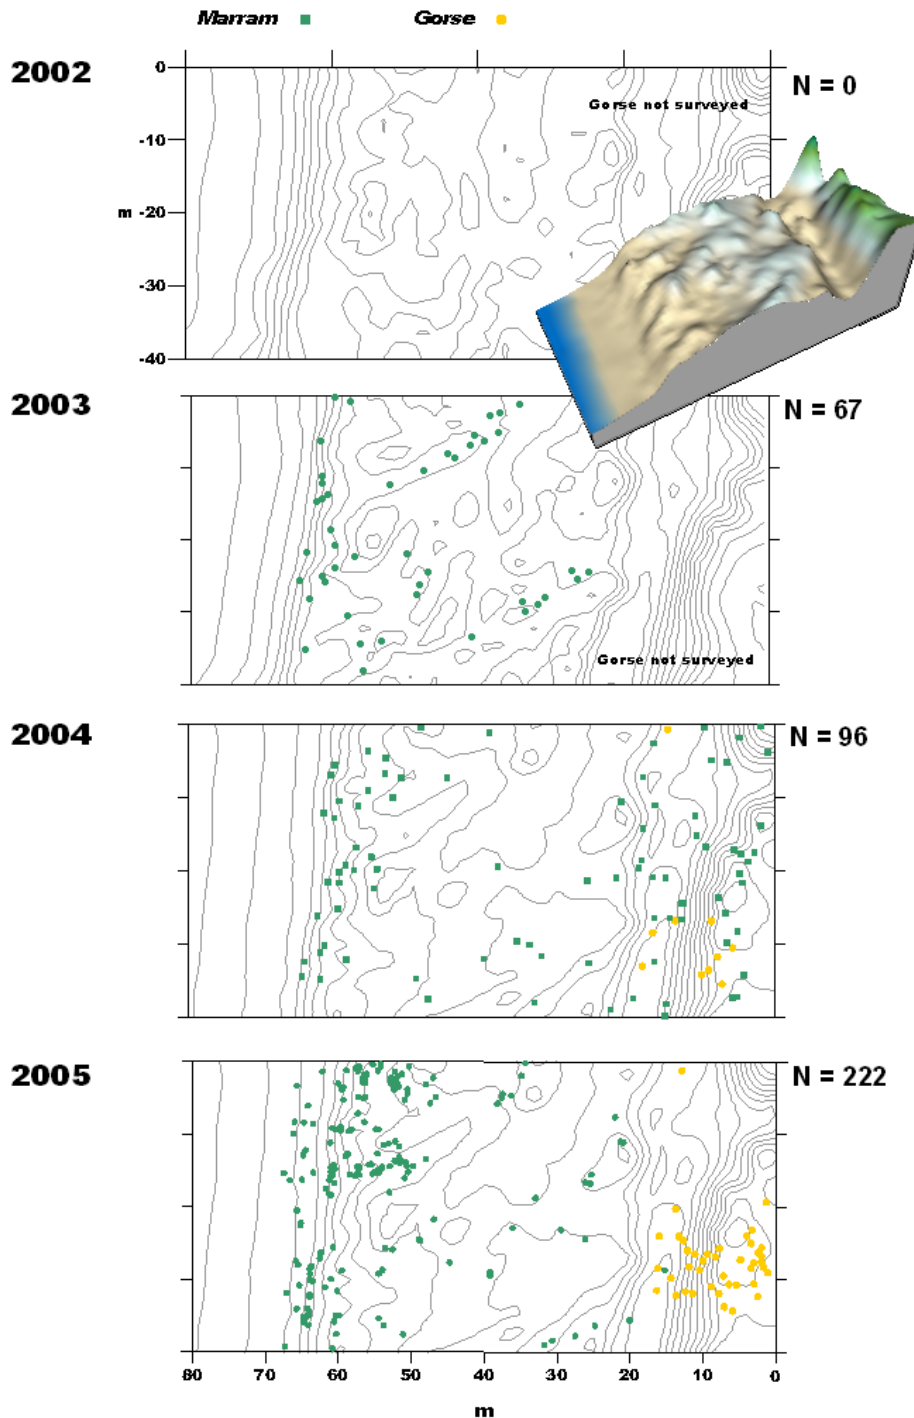 Marram Gorse
2002
N = 0
Gorse not surveyed
0
-10
m -20
-30
-40
2003
N = 67
Gorse not surveyed
2004
N = 96
2005
N = 222
80 70 60 50 40 30 20 10 0
m